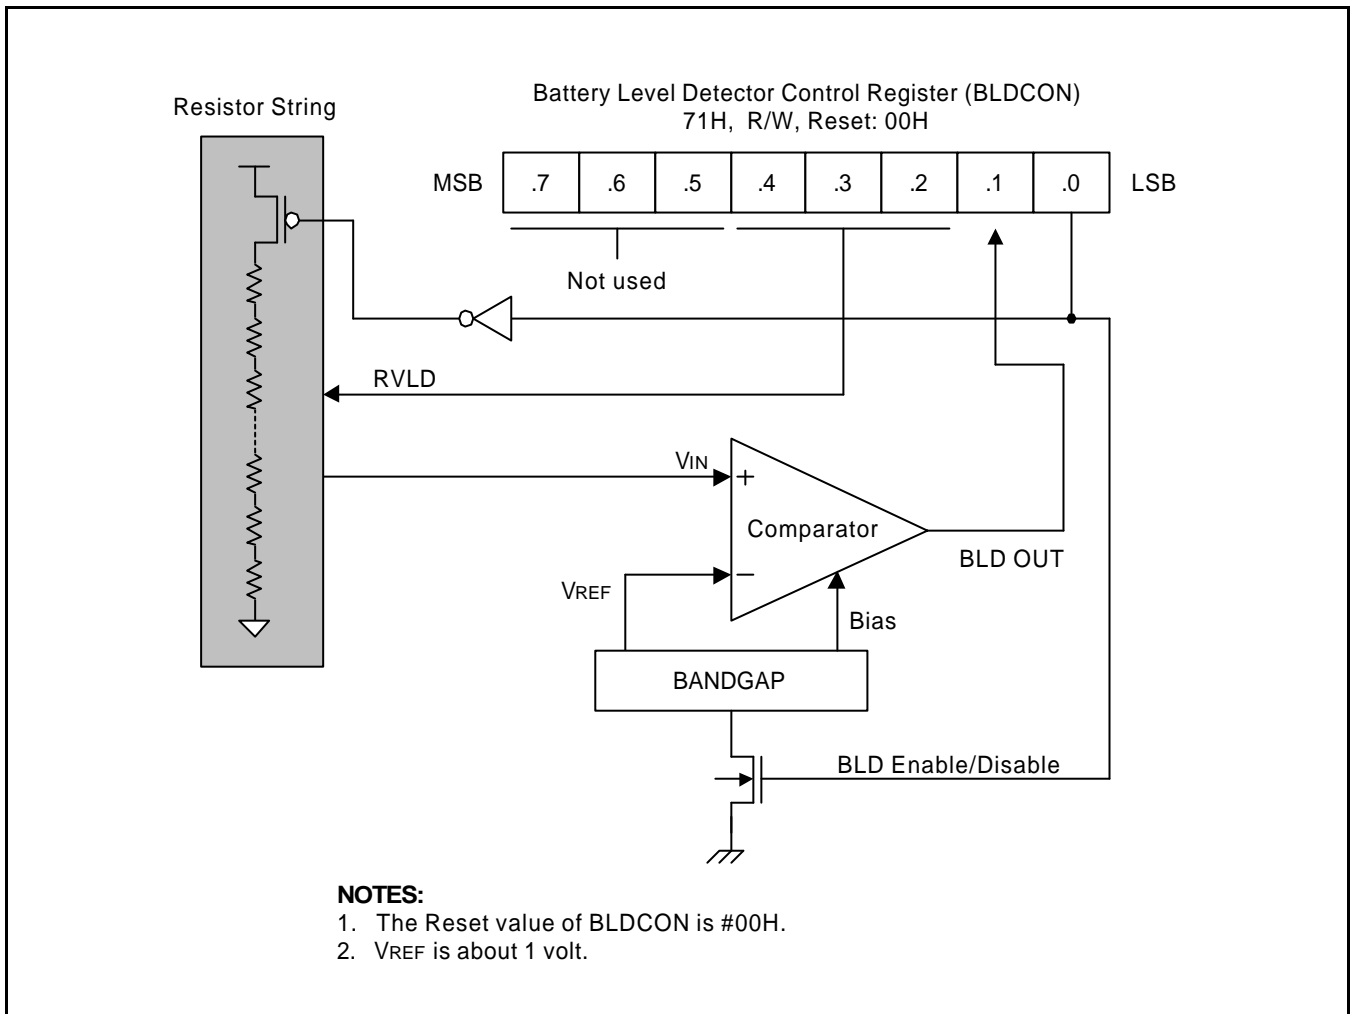 Battery Level Detector Control Register (BLDCON)
71H, R/W, Reset: 00H
Resistor String
MSB .7 .6 .5 .4 .3 .2 .1 .0 LSB
Not used
RVLD
VIN
+
Comparator
BLD OUT
−
VREF
Bias
BANDGAP
BLD Enable/Disable
NOTES:
1. The Reset value of BLDCON is #00H.
2. VREF is about 1 volt.